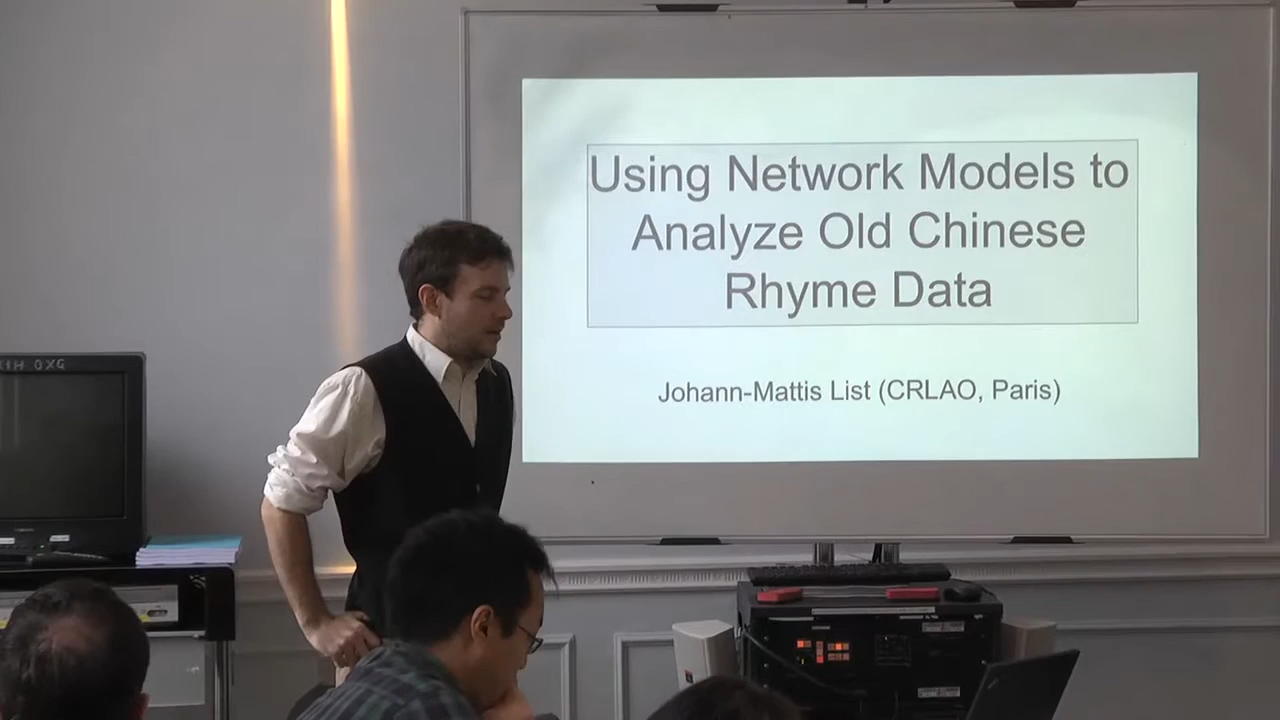 Using Network Models to
Analyze Old Chinese
Rhyme Data
Johann-Mattis List (CRLAO, Paris)